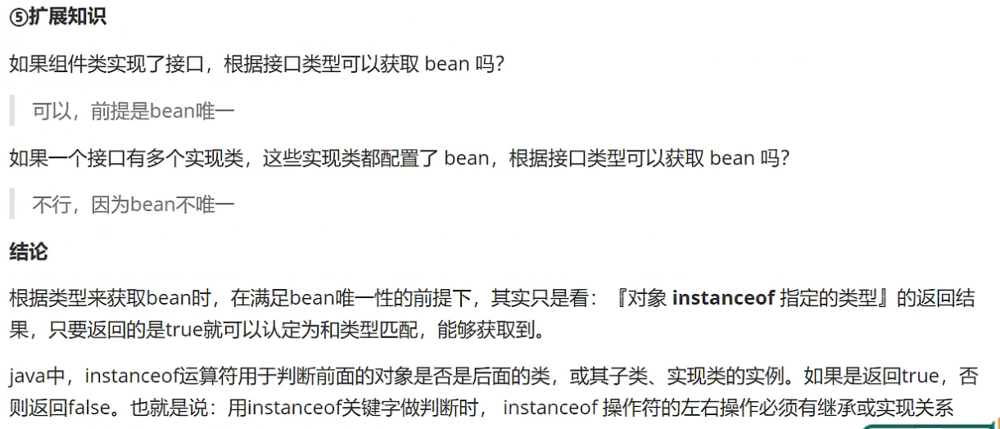 ⑤扩展知识
如果组件类实现了接口，根据接口类型可以获取 bean 吗？
可以，前提是bean唯一
如果一个接口有多个实现类，这些实现类都配置了 bean，根据接口类型可以获取 bean 吗？
不行，因为bean不唯一
结论
根据类型来获取bean时，在满足bean唯一性的前提下，其实只是看：『对象 instanceof 指定的类型』的返回结
果，只要返回的是true就可以认定为和类型匹配，能够获取到。
java中，instanceof运算符用于判断前面的对象是否是后面的类，或其子类、实现类的实例。如果是返回true，否
则返回false。也就是说：用instanceof关键字做判断时， instanceof 操作符的左右操作必须有继承或实现关系